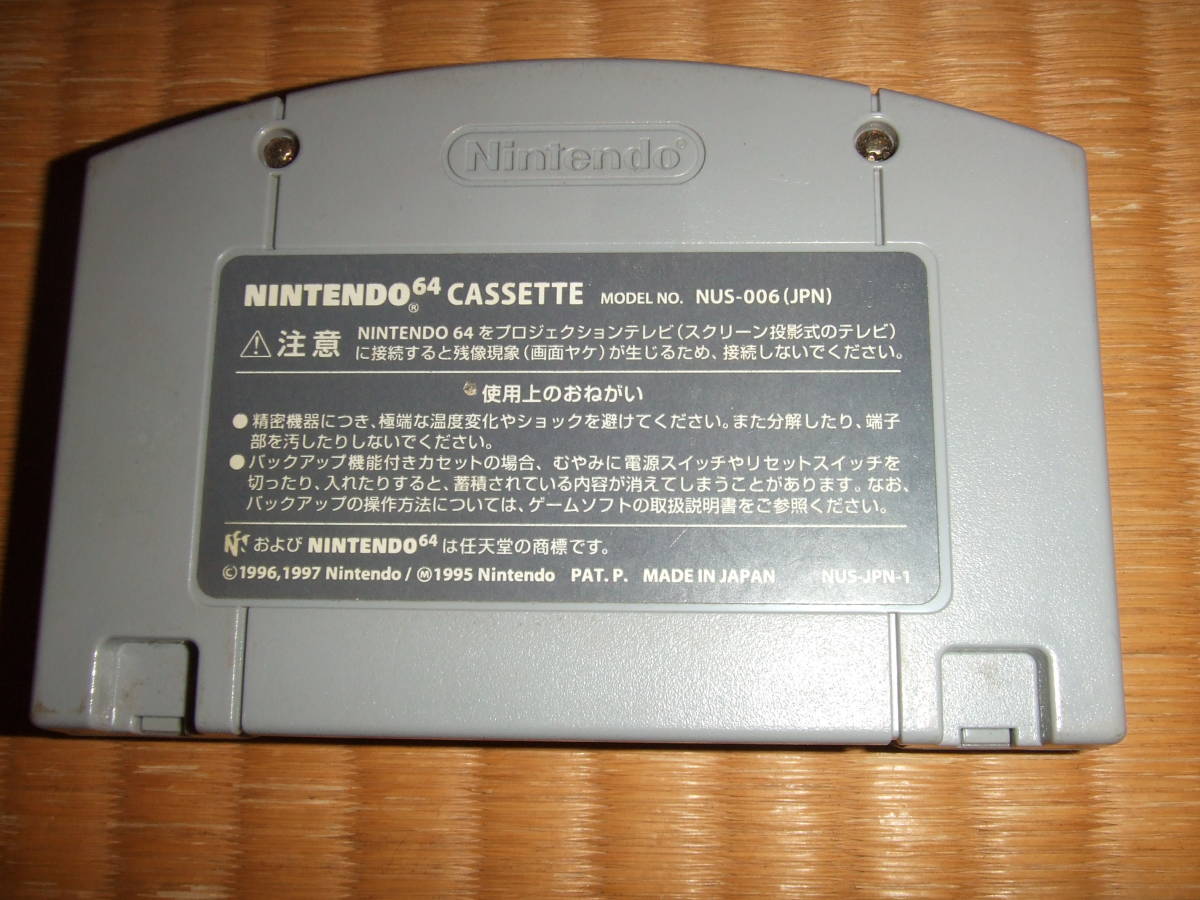 Nintendo®
NINTENDO®64 CASSETTE MODEL NO. NUS-006 (JPN)
注意 NINTENDO 64 をプロジェクションテレビ(スクリーン投影式のテレビ)
に接続すると残像現象(画面ヤケ)が生じるため、接続しないでください。
使用上のおねがい
●精密機器につき、極端な温度変化やショックを避けてください。また分解したり、端子
部を汚したりしないでください。
●バックアップ機能付きカセットの場合、むやみに電源スイッチやリセットスイッチを
切ったり、入れたりすると、蓄積されている内容が消えてしまうことがあります。なお、
バックアップの操作方法については、ゲームソフトの取扱説明書をご参照ください。
および NINTENDO64 は任天堂の商標です。
©1996,1997 Nintendo / Ⓜ1995 Nintendo PAT. P. MADE IN JAPAN NUS-JPN-1